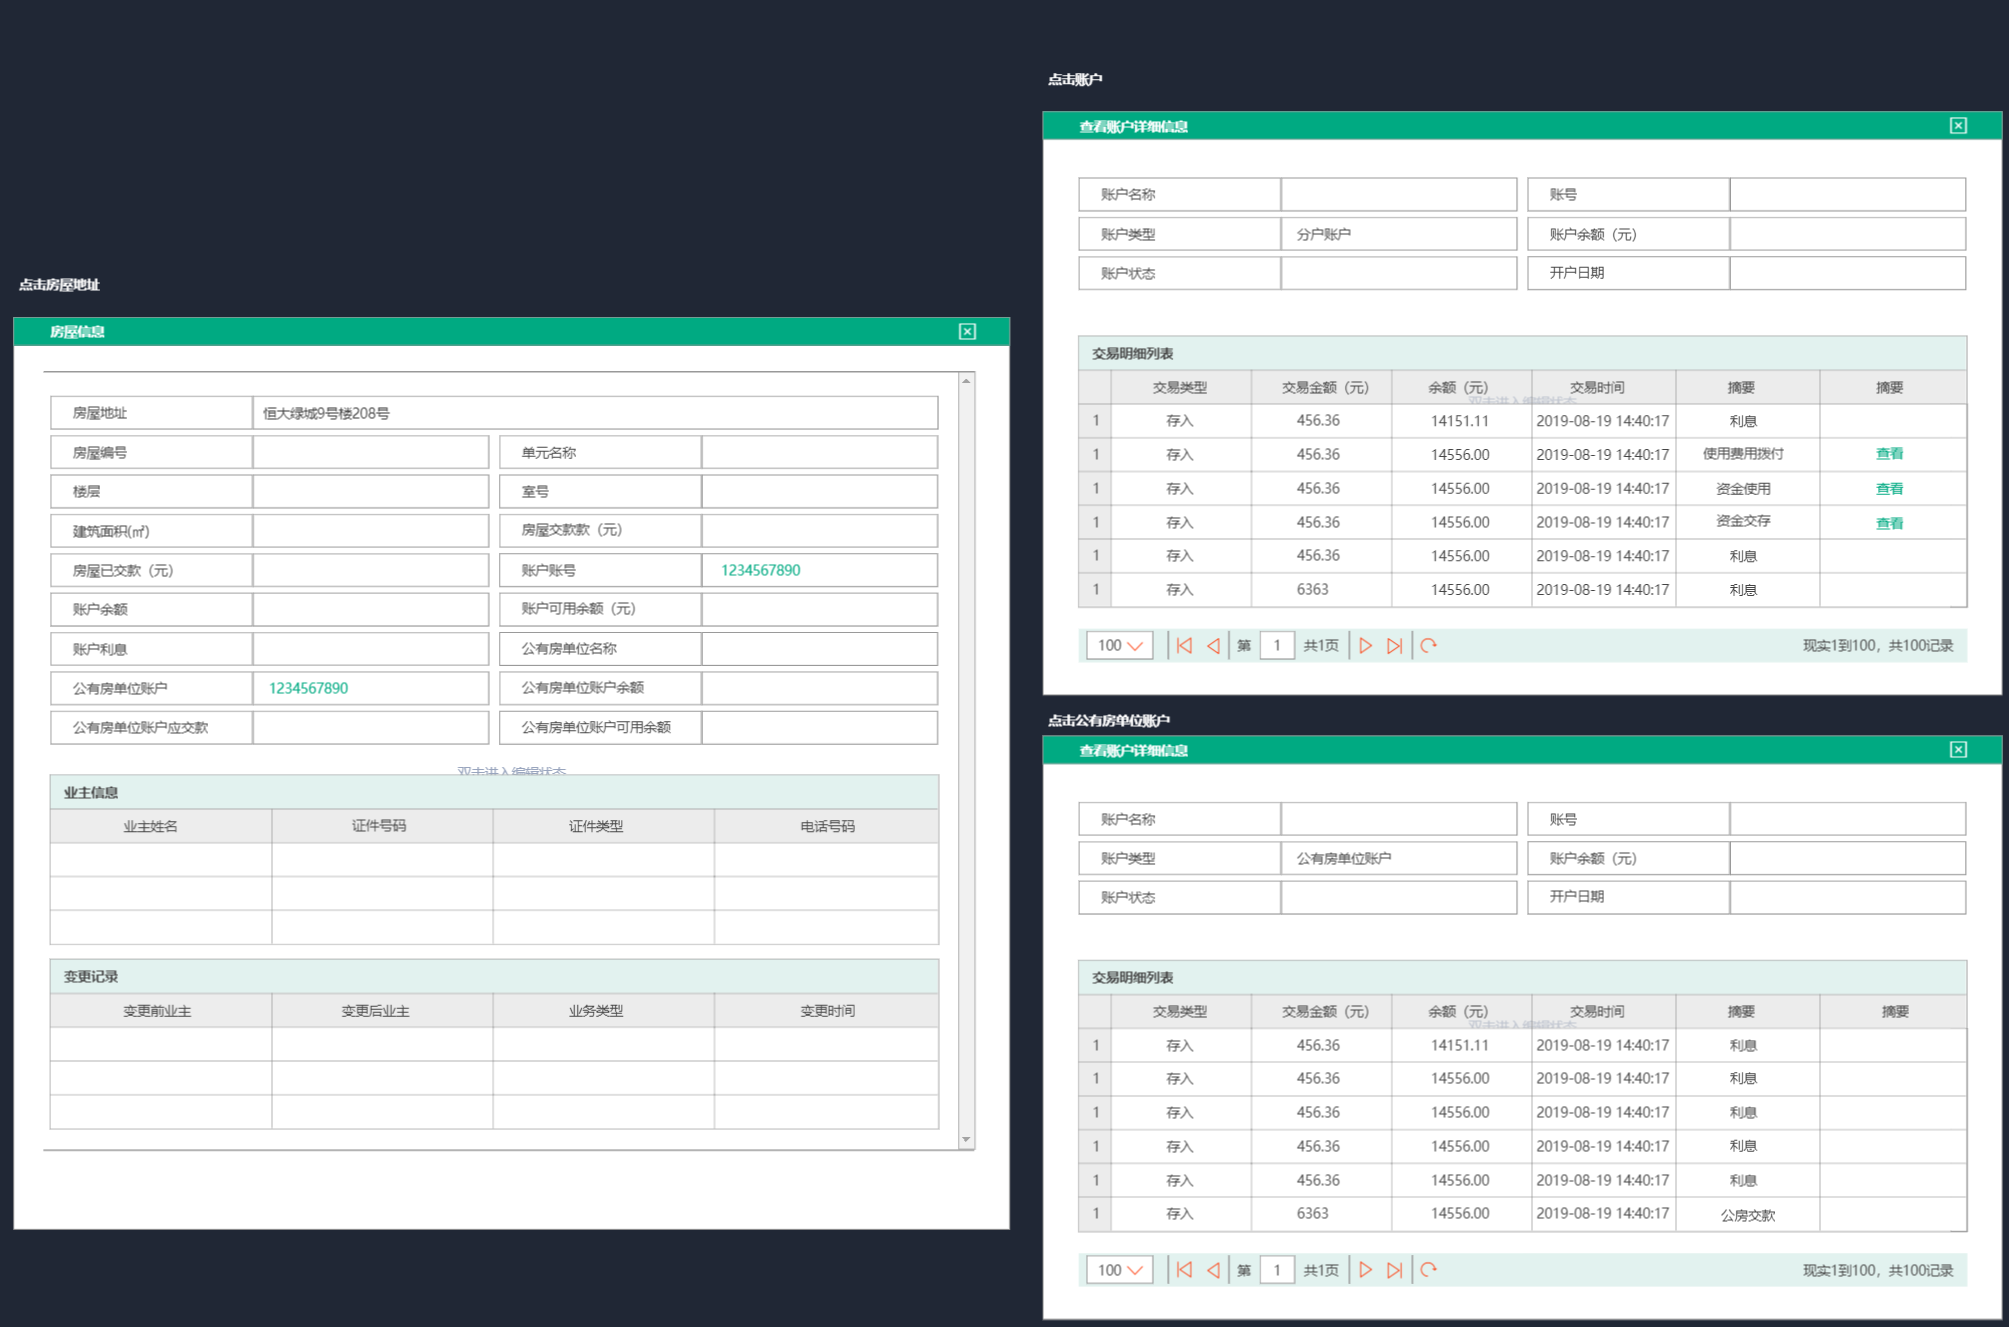 点击房屋地址
房屋信息
房屋地址 恒大绿城9号楼208号
房屋编号 单元名称
楼层 室号
建筑面积(㎡) 房屋交款款（元）
房屋已交款（元） 账户账号 1234567890
账户余额 账户可用余额（元）
账户利息 公有房单位名称
公有房单位账户 1234567890 公有房单位账户余额
公有房单位账户应交款 公有房单位账户可用余额
双击进入编辑状态
业主信息
业主姓名 证件号码 证件类型 电话号码
变更记录
变更前业主 变更后业主 业务类型 变更时间
点击账户
查看账户详细信息
账户名称 账号
账户类型 分户账户 账户余额（元）
账户状态 开户日期
交易明细列表
交易类型 交易金额（元） 余额（元） 交易时间 摘要 摘要
双击进入编辑状态
1 存入 456.36 14151.11 2019-08-19 14:40:17 利息
1 存入 456.36 14556.00 2019-08-19 14:40:17 使用费用拨付 查看
1 存入 456.36 14556.00 2019-08-19 14:40:17 资金使用 查看
1 存入 456.36 14556.00 2019-08-19 14:40:17 资金交存 查看
1 存入 456.36 14556.00 2019-08-19 14:40:17 利息
1 存入 6363 14556.00 2019-08-19 14:40:17 利息
100 第 1 共1页 现实1到100，共100记录
点击公有房单位账户
查看账户详细信息
账户名称 账号
账户类型 公有房单位账户 账户余额（元）
账户状态 开户日期
交易明细列表
交易类型 交易金额（元） 余额（元） 交易时间 摘要 摘要
双击进入编辑状态
1 存入 456.36 14151.11 2019-08-19 14:40:17 利息
1 存入 456.36 14556.00 2019-08-19 14:40:17 利息
1 存入 456.36 14556.00 2019-08-19 14:40:17 利息
1 存入 456.36 14556.00 2019-08-19 14:40:17 利息
1 存入 456.36 14556.00 2019-08-19 14:40:17 利息
1 存入 6363 14556.00 2019-08-19 14:40:17 公房交款
100 第 1 共1页 现实1到100，共100记录